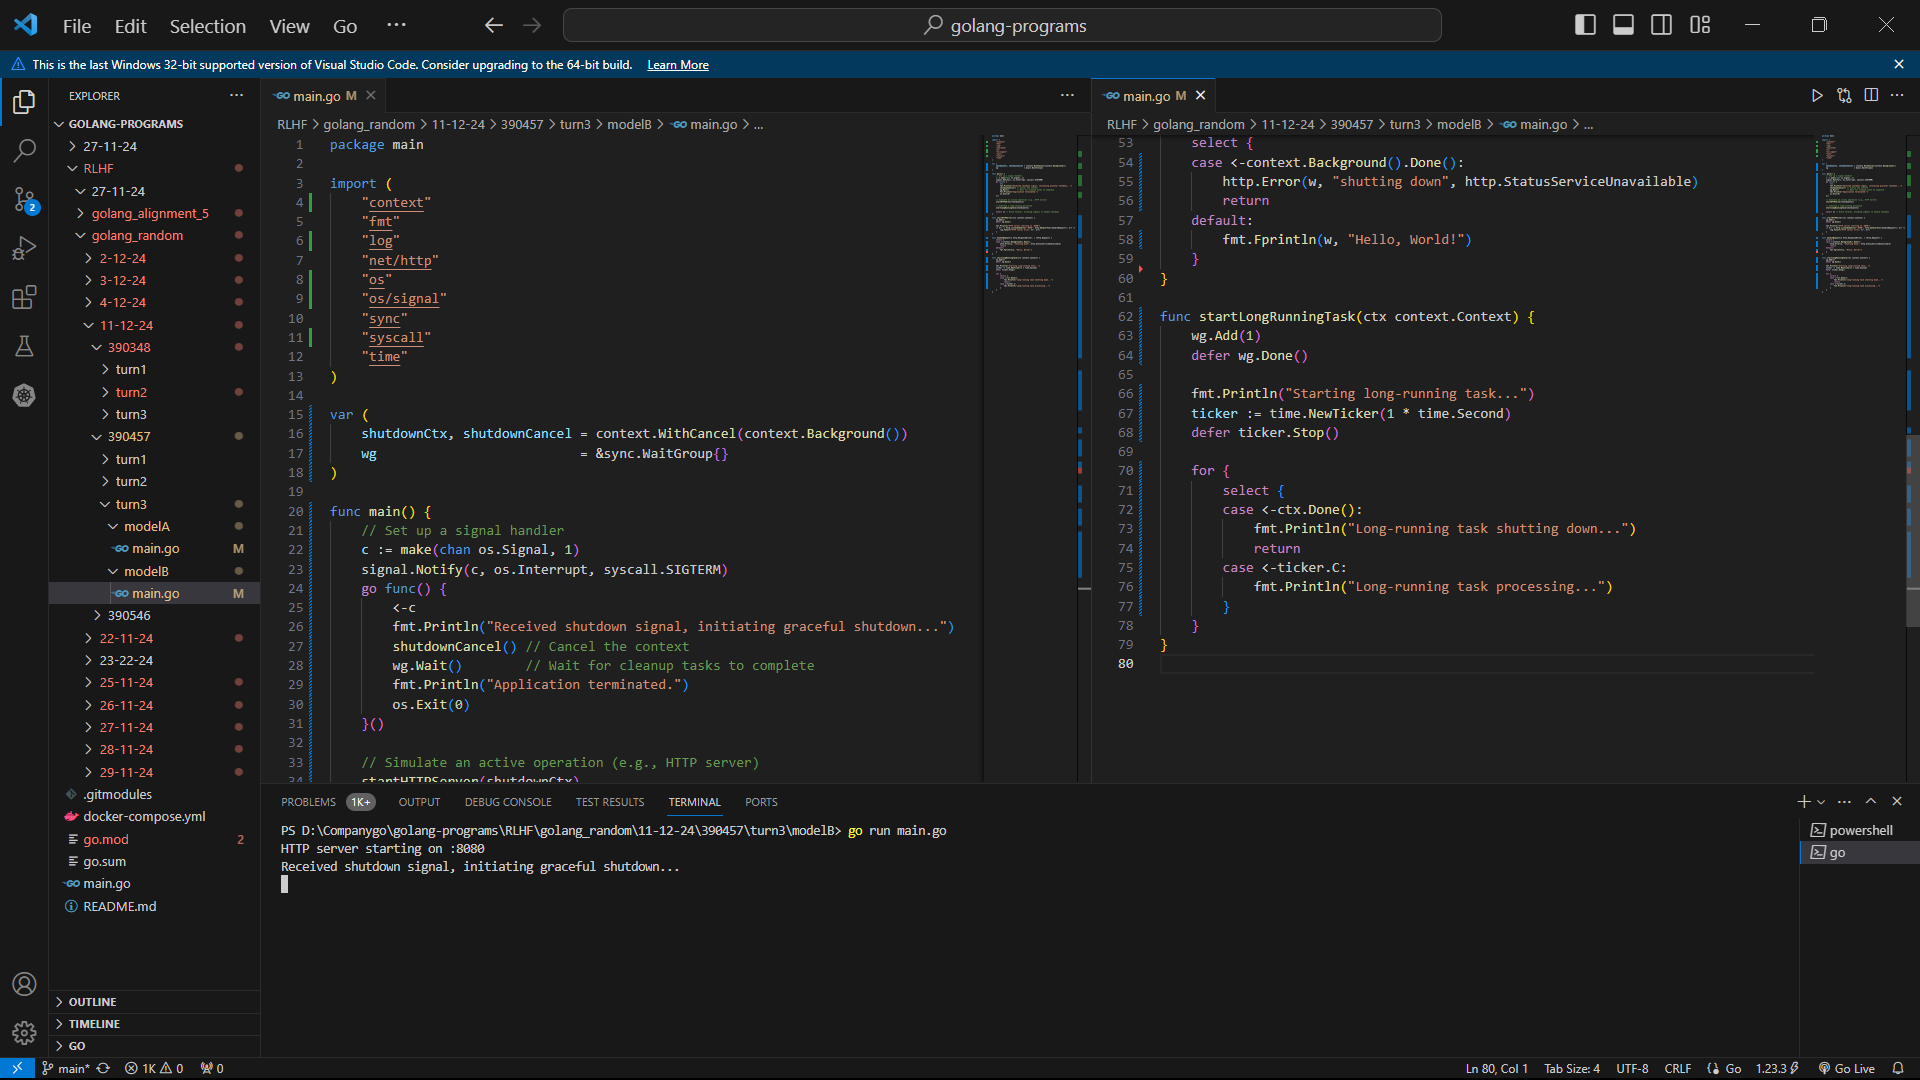 File Edit Selection View Go ···
golang-programs
This is the last Windows 32-bit supported version of Visual Studio Code. Consider upgrading to the 64-bit build. Learn More
EXPLORER
GOLANG-PROGRAMS
27-11-24
RLHF
27-11-24
golang_alignment_5
golang_random
2-12-24
3-12-24
4-12-24
11-12-24
390348
turn1
turn2
turn3
390457
turn1
turn2
turn3
modelA
main.go M
modelB
main.go M
390546
22-11-24
23-22-24
25-11-24
26-11-24
27-11-24
28-11-24
29-11-24
.gitmodules
docker-compose.yml
go.mod 2
go.sum
main.go
README.md
OUTLINE
TIMELINE
GO
2
main.go M
RLHF > golang_random > 11-12-24 > 390457 > turn3 > modelB > main.go > ...
1 package main
2
3 import (
4 "context"
5 "fmt"
6 "log"
7 "net/http"
8 "os"
9 "os/signal"
10 "sync"
11 "syscall"
12 "time"
13 )
14
15 var (
16 shutdownCtx, shutdownCancel = context.WithCancel(context.Background())
17 wg = &sync.WaitGroup{}
18 )
19
20 func main() {
21 // Set up a signal handler
22 c := make(chan os.Signal, 1)
23 signal.Notify(c, os.Interrupt, syscall.SIGTERM)
24 go func() {
25 <-c
26 fmt.Println("Received shutdown signal, initiating graceful shutdown...")
27 shutdownCancel() // Cancel the context
28 wg.Wait() // Wait for cleanup tasks to complete
29 fmt.Println("Application terminated.")
30 os.Exit(0)
31 }()
32
33 // Simulate an active operation (e.g., HTTP server)
34 startHTTPServer(shutdownCtx)
main.go M
RLHF > golang_random > 11-12-24 > 390457 > turn3 > modelB > main.go > ...
53 select {
54 case <-context.Background().Done():
55 http.Error(w, "shutting down", http.StatusServiceUnavailable)
56 return
57 default:
58 fmt.Fprintln(w, "Hello, World!")
59 }
60 }
61
62 func startLongRunningTask(ctx context.Context) {
63 wg.Add(1)
64 defer wg.Done()
65
66 fmt.Println("Starting long-running task...")
67 ticker := time.NewTicker(1 * time.Second)
68 defer ticker.Stop()
69
70 for {
71 select {
72 case <-ctx.Done():
73 fmt.Println("Long-running task shutting down...")
74 return
75 case <-ticker.C:
76 fmt.Println("Long-running task processing...")
77 }
78 }
79 }
80
PROBLEMS 1K+ OUTPUT DEBUG CONSOLE TEST RESULTS TERMINAL PORTS
PS D:\Companygo\golang-programs\RLHF\golang_random\11-12-24\390457\turn3\modelB> go run main.go
HTTP server starting on :8080
Received shutdown signal, initiating graceful shutdown...
powershell
go
main* 1K 0 0 Ln 80, Col 1 Tab Size: 4 UTF-8 CRLF Go 1.23.3 Go Live